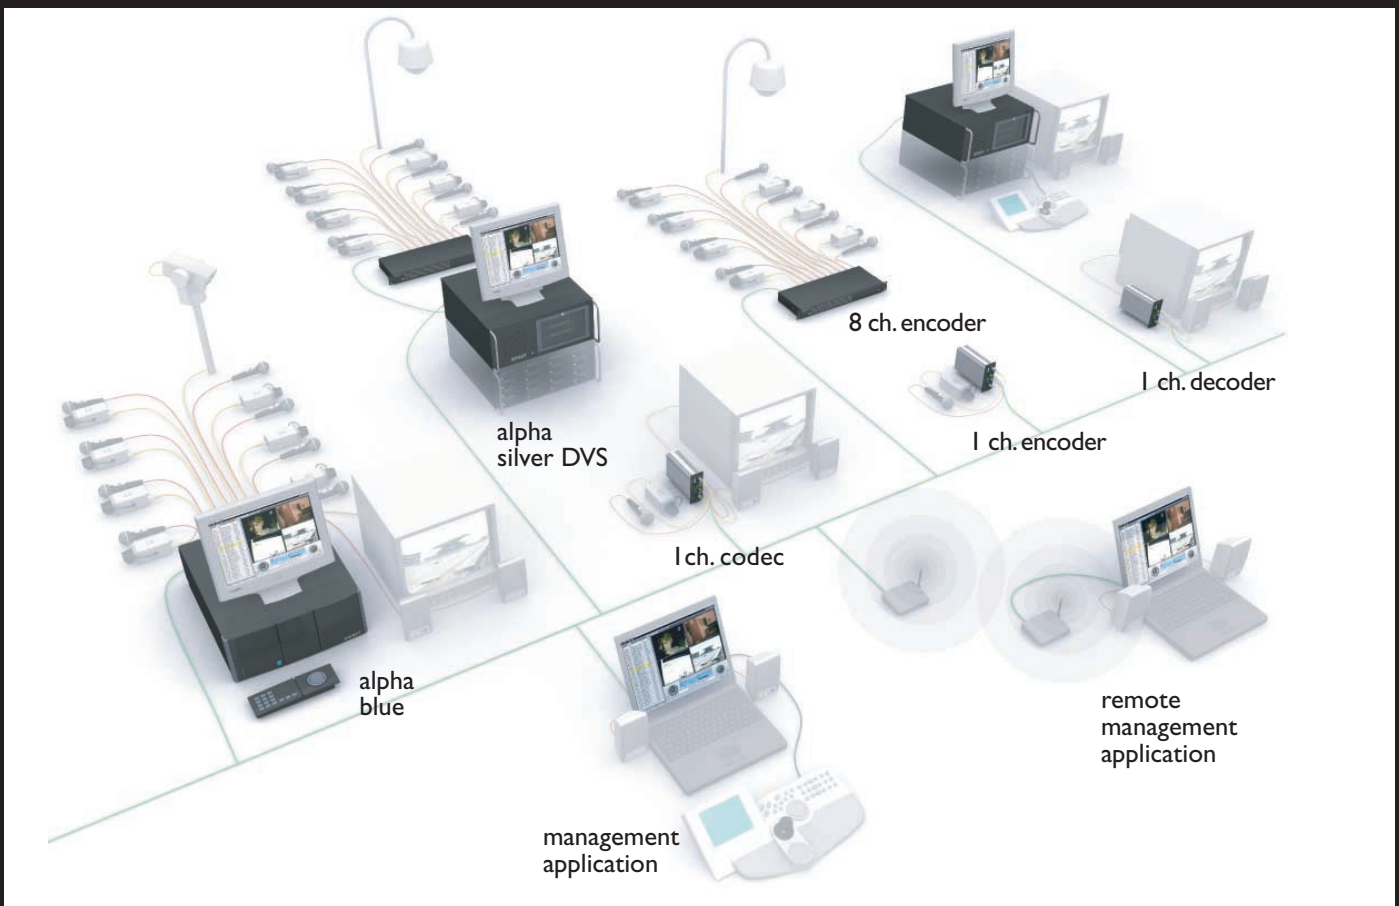 8 ch. encoder
1 ch. decoder
alpha
silver DVS
1 ch. encoder
1ch. codec
alpha
blue
remote
management
application
management
application